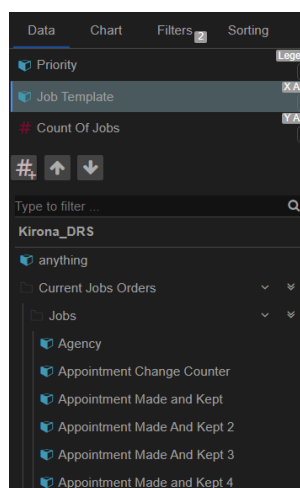 Data Chart Filters 2 Sorting
Priority Lege
Job Template X A
# Count Of Jobs Y A
#+
Type to filter ...
Kirona_DRS
anything
Current Jobs Orders
Jobs
Agency
Appointment Change Counter
Appointment Made and Kept
Appointment Made And Kept 2
Appointment Made And Kept 3
Appointment Made and Kept 4